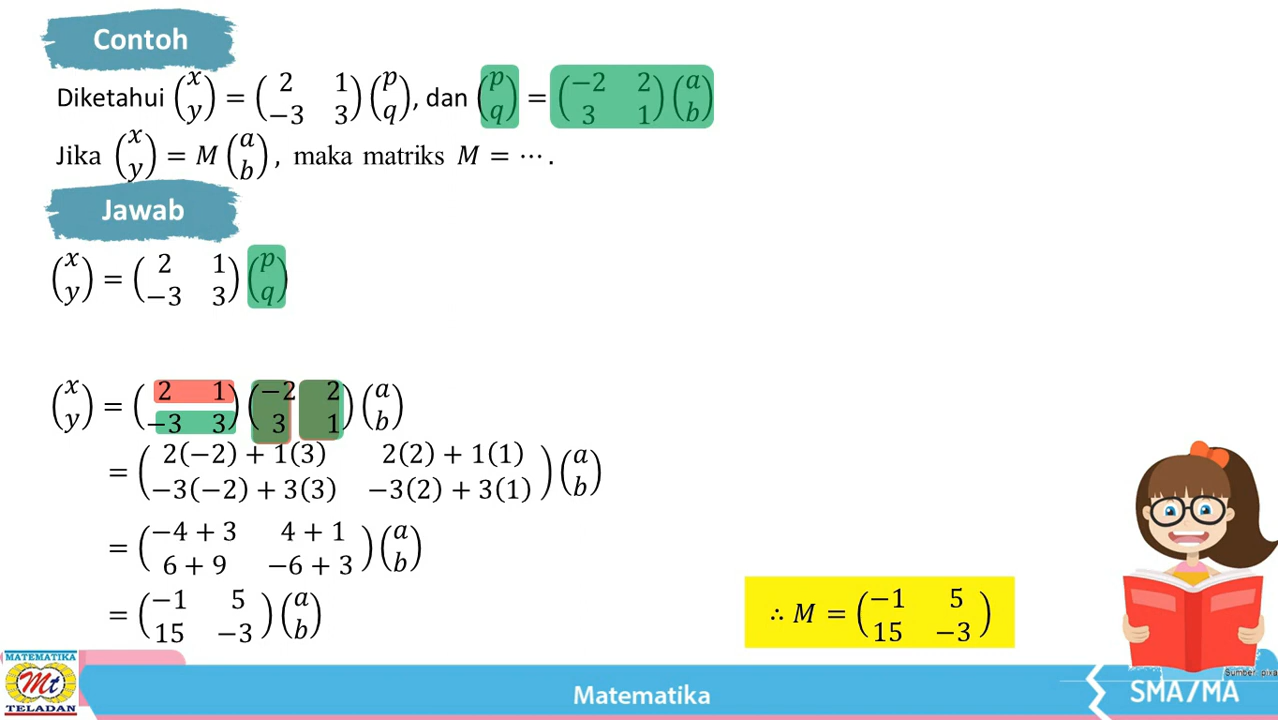 Contoh
Diketahui (x y) = (2 1 −3 3)(p q), dan (p q) = (−2 2 3 1)(a b)
Jika (x y) = M (a b), maka matriks M = ⋯ .
Jawab
(x y) = (2 1 −3 3)(p q)
(x y) = (2 1 −3 3)(−2 2 3 1)(a b)
= (2(−2) + 1(3) 2(2) + 1(1) −3(−2) + 3(3) −3(2) + 3(1))(a b)
= (−4 + 3 4 + 1 6 + 9 −6 + 3)(a b)
= (−1 5 15 −3)(a b)
∴ M = (−1 5 15 −3)
MATEMATIKA
Mt
TELADAN
Matematika
Sumber pixa
SMA/MA